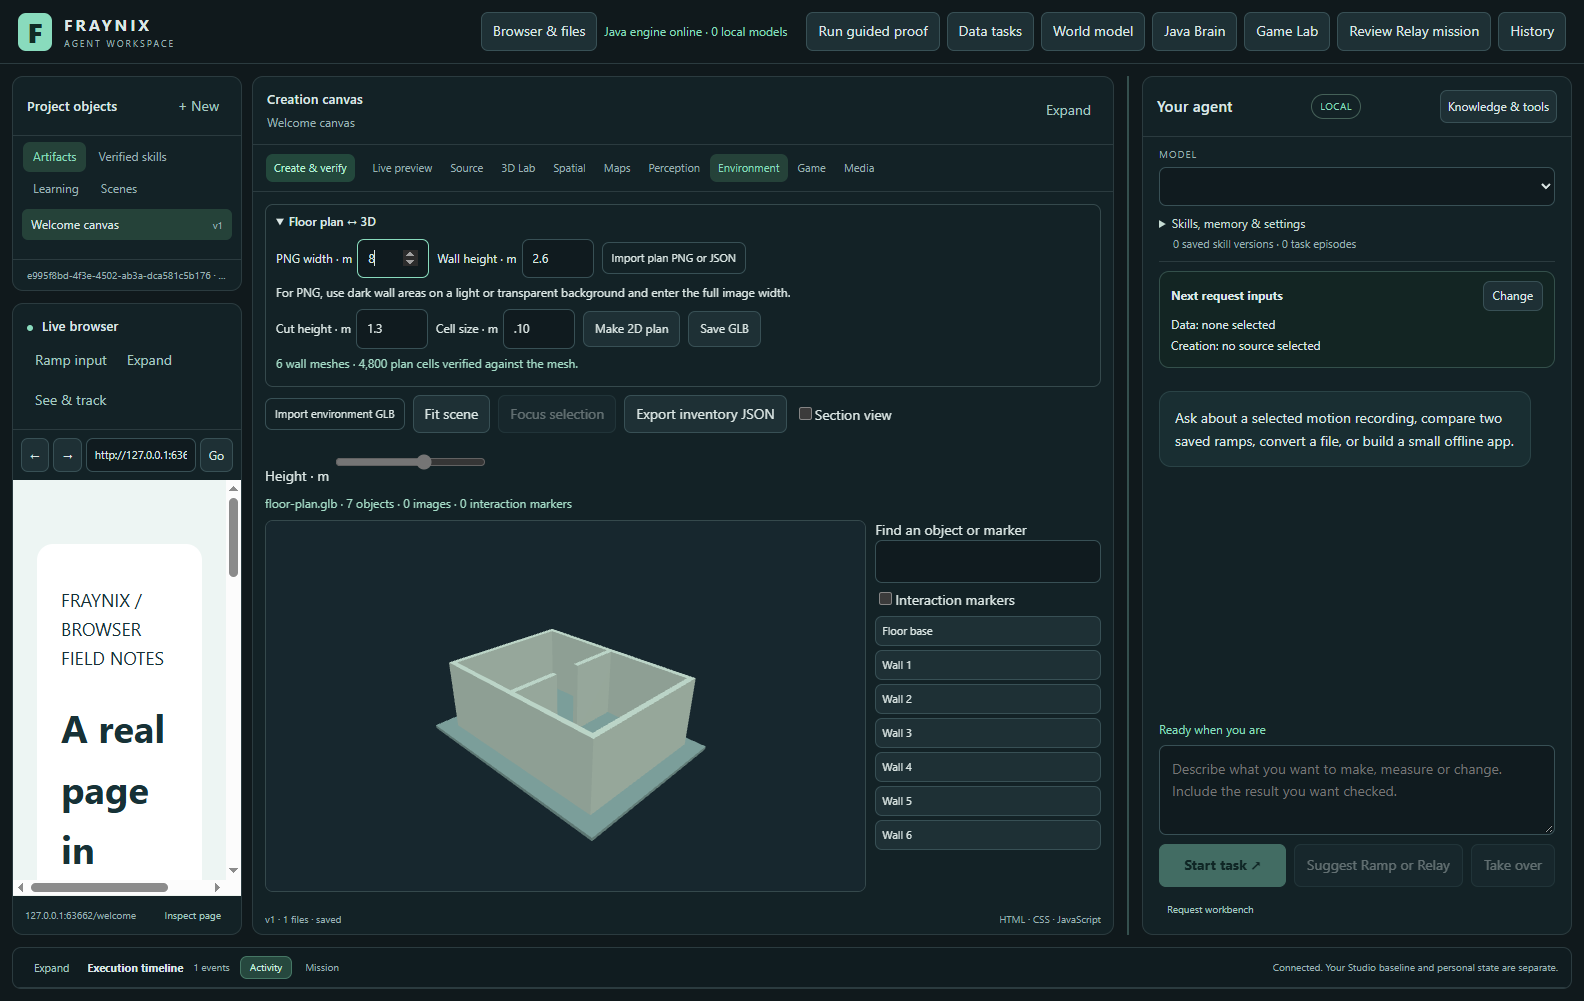 F FRAYNIX
AGENT WORKSPACE
Browser & files
Java engine online · 0 local models
Run guided proof
Data tasks
World model
Java Brain
Game Lab
Review Relay mission
History
Project objects
+ New
Artifacts
Verified skills
Learning
Scenes
Welcome canvas v1
e995f8bd-4f3e-4502-ab3a-dca581c5b176 · ...
Live browser
Ramp input
Expand
See & track
← → http://127.0.0.1:636 Go
FRAYNIX /
BROWSER
FIELD NOTES
A real
page
in
127.0.0.1:63662/welcome
Inspect page
Creation canvas
Welcome canvas
Expand
Create & verify
Live preview
Source
3D Lab
Spatial
Maps
Perception
Environment
Game
Media
▼ Floor plan ↔ 3D
PNG width · m 8 Wall height · m 2.6 Import plan PNG or JSON
For PNG, use dark wall areas on a light or transparent background and enter the full image width.
Cut height · m 1.3 Cell size · m .10 Make 2D plan Save GLB
6 wall meshes · 4,800 plan cells verified against the mesh.
Import environment GLB
Fit scene
Focus selection
Export inventory JSON
Section view
Height · m
floor-plan.glb · 7 objects · 0 images · 0 interaction markers
Find an object or marker
Interaction markers
Floor base
Wall 1
Wall 2
Wall 3
Wall 4
Wall 5
Wall 6
v1 · 1 files · saved
HTML · CSS · JavaScript
Your agent
LOCAL
Knowledge & tools
MODEL
▶ Skills, memory & settings
0 saved skill versions · 0 task episodes
Next request inputs
Change
Data: none selected
Creation: no source selected
Ask about a selected motion recording, compare two
saved ramps, convert a file, or build a small offline app.
Ready when you are
Describe what you want to make, measure or change.
Include the result you want checked.
Start task ↗
Suggest Ramp or Relay
Take over
Request workbench
Expand
Execution timeline
1 events
Activity
Mission
Connected. Your Studio baseline and personal state are separate.